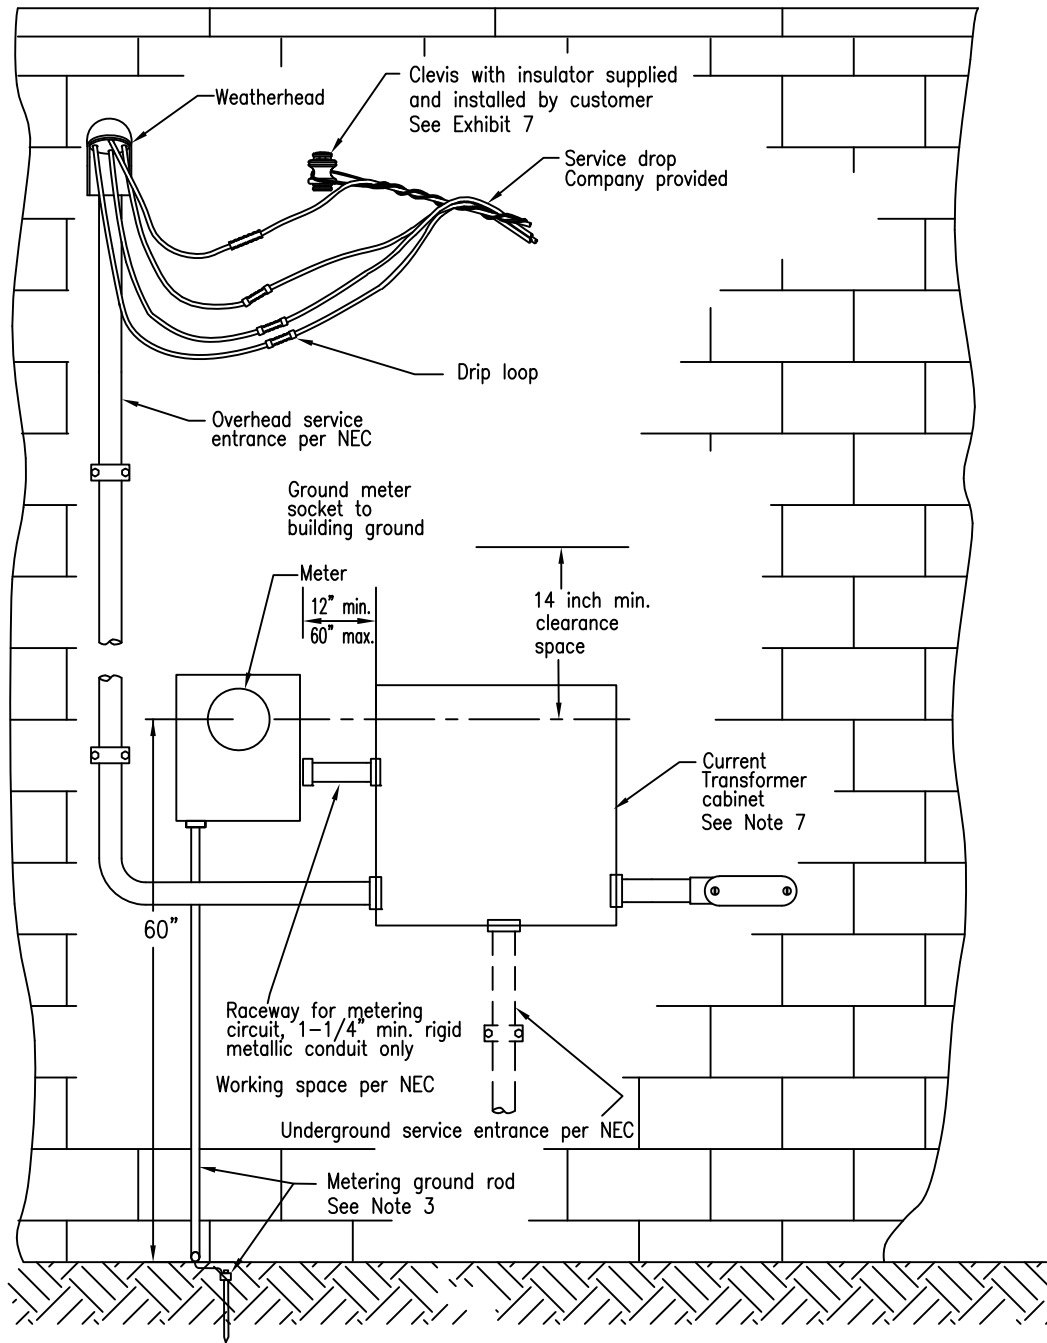 Clevis with insulator supplied
and installed by customer
See Exhibit 7
Weatherhead
Service drop
Company provided
Drip loop
Overhead service
entrance per NEC
Ground meter
socket to
building ground
Meter
12" min.
60" max.
14 inch min.
clearance
space
Current
Transformer
cabinet
See Note 7
60"
Raceway for metering
circuit, 1-1/4" min. rigid
metallic conduit only
Working space per NEC
Underground service entrance per NEC
Metering ground rod
See Note 3